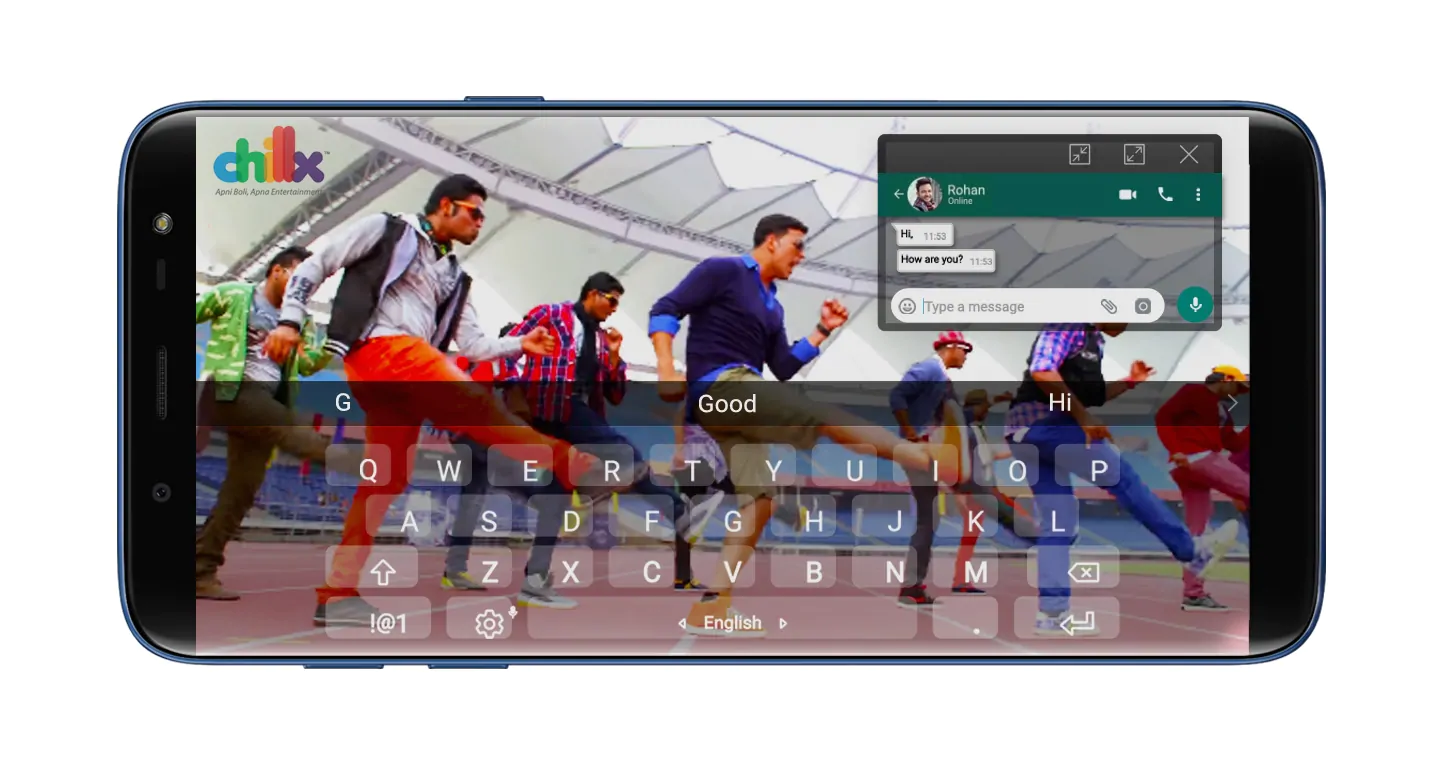 chillx™
Apni Boli, Apna Entertainment
Rohan
Online
Hi, 11:53
How are you? 11:53
Type a message
G Good Hi
Q W E R T Y U I O P
A S D F G H J K L
Z X C V B N M
!@1 English .